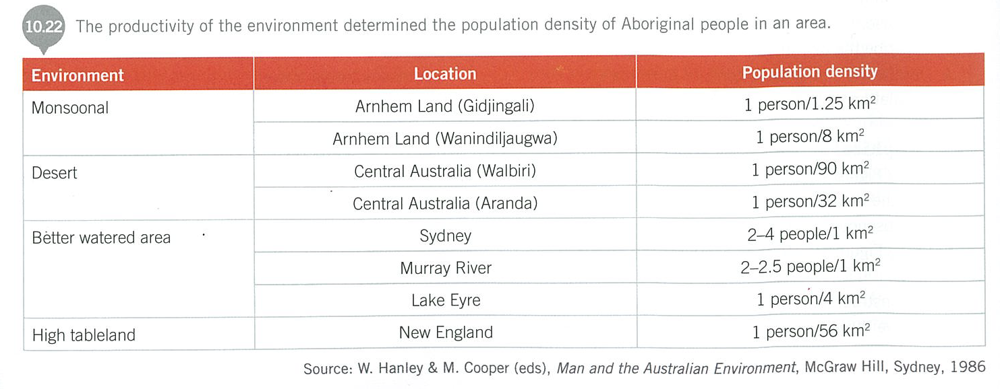 10.22 The productivity of the environment determined the population density of Aboriginal people in an area.
Environment Location Population density
Monsoonal Arnhem Land (Gidjingali) 1 person/1.25 km²
Arnhem Land (Wanindiljaugwa) 1 person/8 km²
Desert Central Australia (Walbiri) 1 person/90 km²
Central Australia (Aranda) 1 person/32 km²
Better watered area Sydney 2–4 people/1 km²
Murray River 2–2.5 people/1 km²
Lake Eyre 1 person/4 km²
High tableland New England 1 person/56 km²
Source: W. Hanley & M. Cooper (eds), Man and the Australian Environment, McGraw Hill, Sydney, 1986